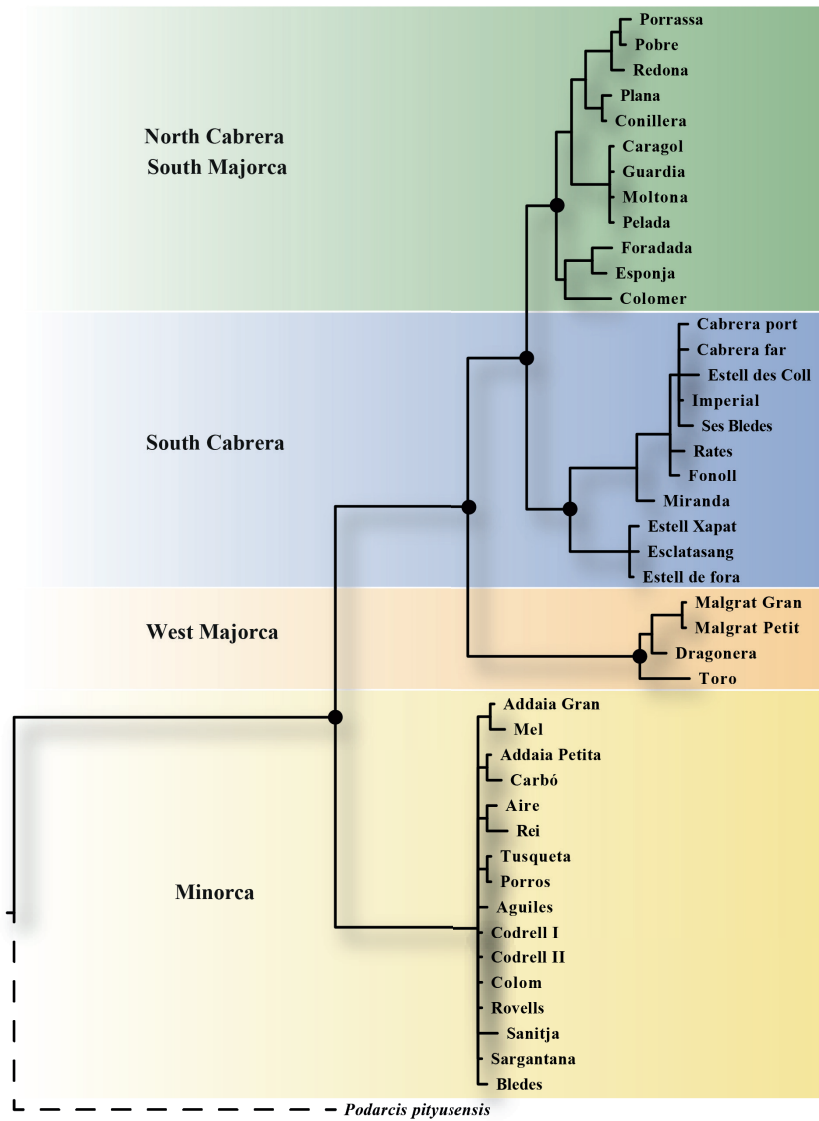 Porrassa
Pobre
Redona
Plana
Conillera
North Cabrera
South Majorca
Caragol
Guardia
Moltona
Pelada
Foradada
Esponja
Colomer
Cabrera port
Cabrera far
Estell des Coll
Imperial
Ses Bledes
South Cabrera
Rates
Fonoll
Miranda
Estell Xapat
Esclatasang
Estell de fora
Malgrat Gran
West Majorca
Malgrat Petit
Dragonera
Toro
Addaia Gran
Mel
Addaia Petita
Carbó
Aire
Rei
Tusqueta
Porros
Minorca
Aguiles
Codrell I
Codrell II
Colom
Rovells
Sanitja
Sargantana
Bledes
Podarcis pityusensis